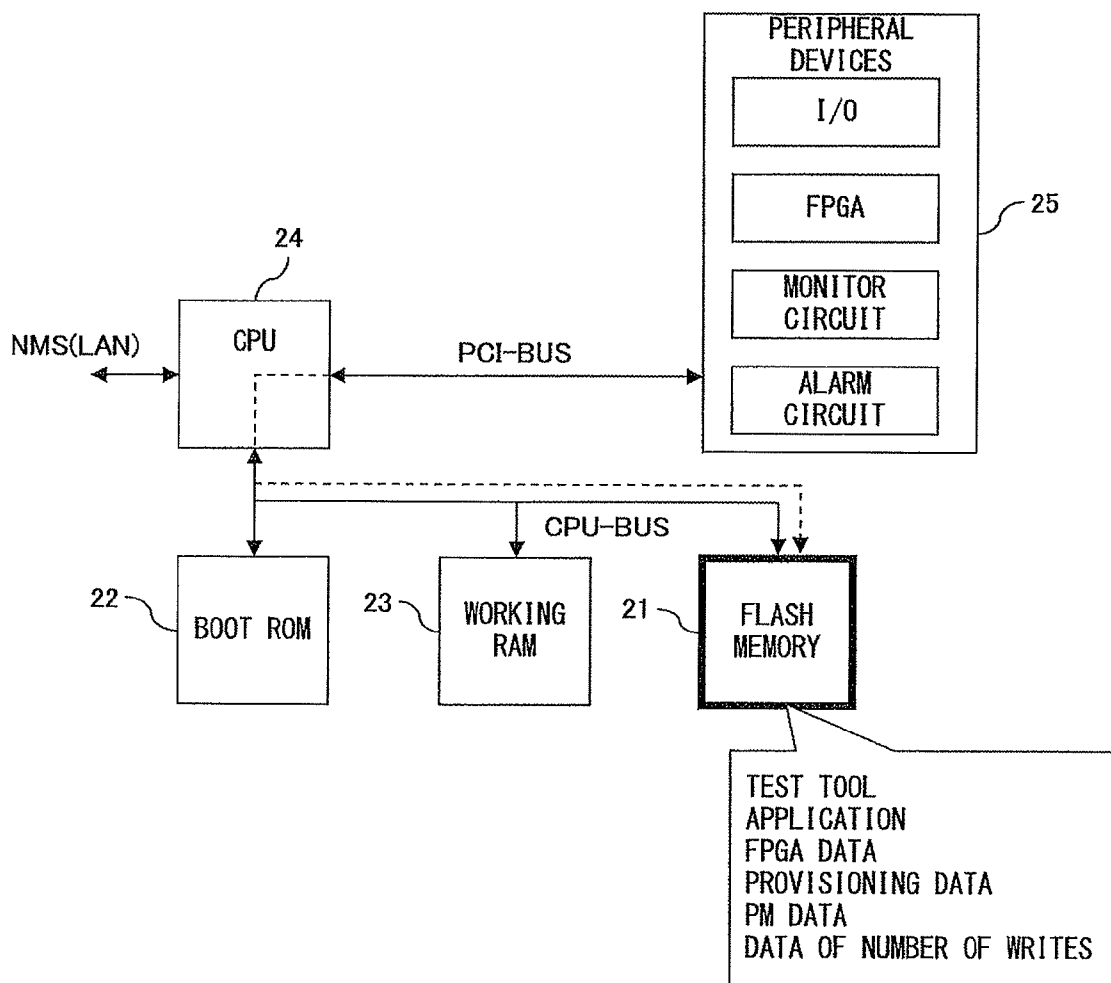 PERIPHERAL
DEVICES
I/O
FPGA
25
MONITOR
CIRCUIT
ALARM
CIRCUIT
24
CPU
NMS(LAN)
PCI-BUS
CPU-BUS
22
BOOT ROM
23
WORKING
RAM
21
FLASH
MEMORY
TEST TOOL
APPLICATION
FPGA DATA
PROVISIONING DATA
PM DATA
DATA OF NUMBER OF WRITES